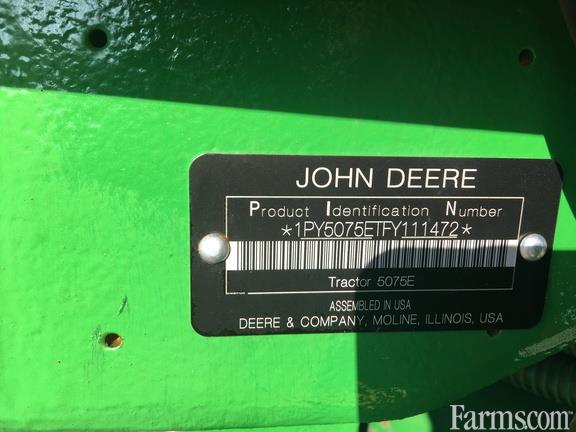 JOHN DEERE
Product Identification Number
*1PY5075ETFY111472*
Tractor 5075E
ASSEMBLED IN USA
DEERE & COMPANY, MOLINE, ILLINOIS, USA
Farms.com